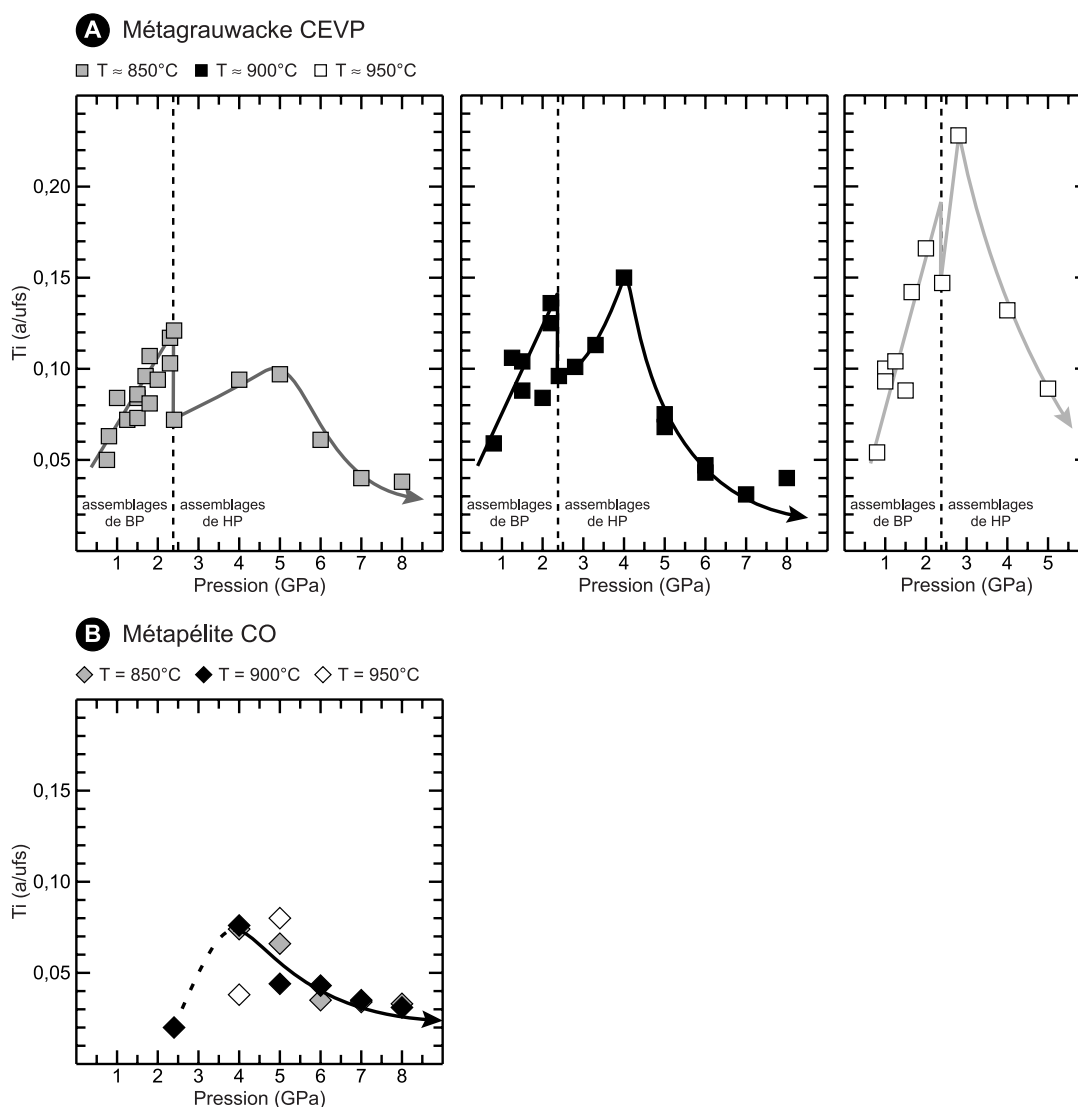 A Métagrauwacke CEVP
T ≈ 850°C T ≈ 900°C T ≈ 950°C
0,20
0,15
0,10
0,05
Ti (a/ufs)
assemblages de BP
assemblages de HP
1 2 3 4 5 6 7 8
Pression (GPa)
assemblages de BP
assemblages de HP
1 2 3 4 5 6 7 8
Pression (GPa)
assemblages de BP
assemblages de HP
1 2 3 4 5
Pression (GPa)
B Métapélite CO
T = 850°C T = 900°C T = 950°C
0,15
0,10
0,05
Ti (a/ufs)
1 2 3 4 5 6 7 8
Pression (GPa)